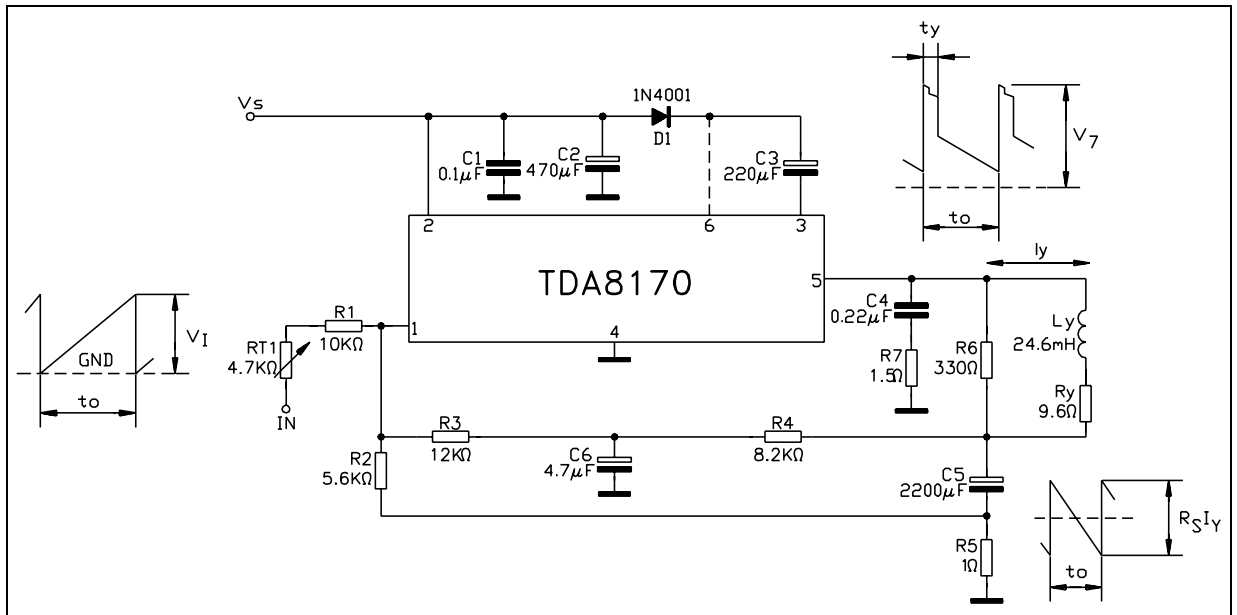 ty
1N4001
Vs
D1
V7
C1
0.1µF
C2
470µF
C3
220µF
2
6
3
to
Iy
TDA8170
5
C4
0.22µF
Ly
24.6mH
R1
10KΩ
1
4
VI
GND
RT1
4.7KΩ
R7
1.5Ω
R6
330Ω
Ry
9.6Ω
to
IN
R3
12KΩ
R4
8.2KΩ
R2
5.6KΩ
C6
4.7µF
C5
2200µF
RSIY
R5
1Ω
to